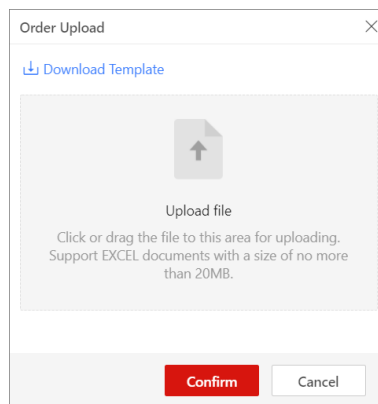 Order Upload
Download Template
Upload file
Click or drag the file to this area for uploading.
Support EXCEL documents with a size of no more
than 20MB.
Confirm Cancel